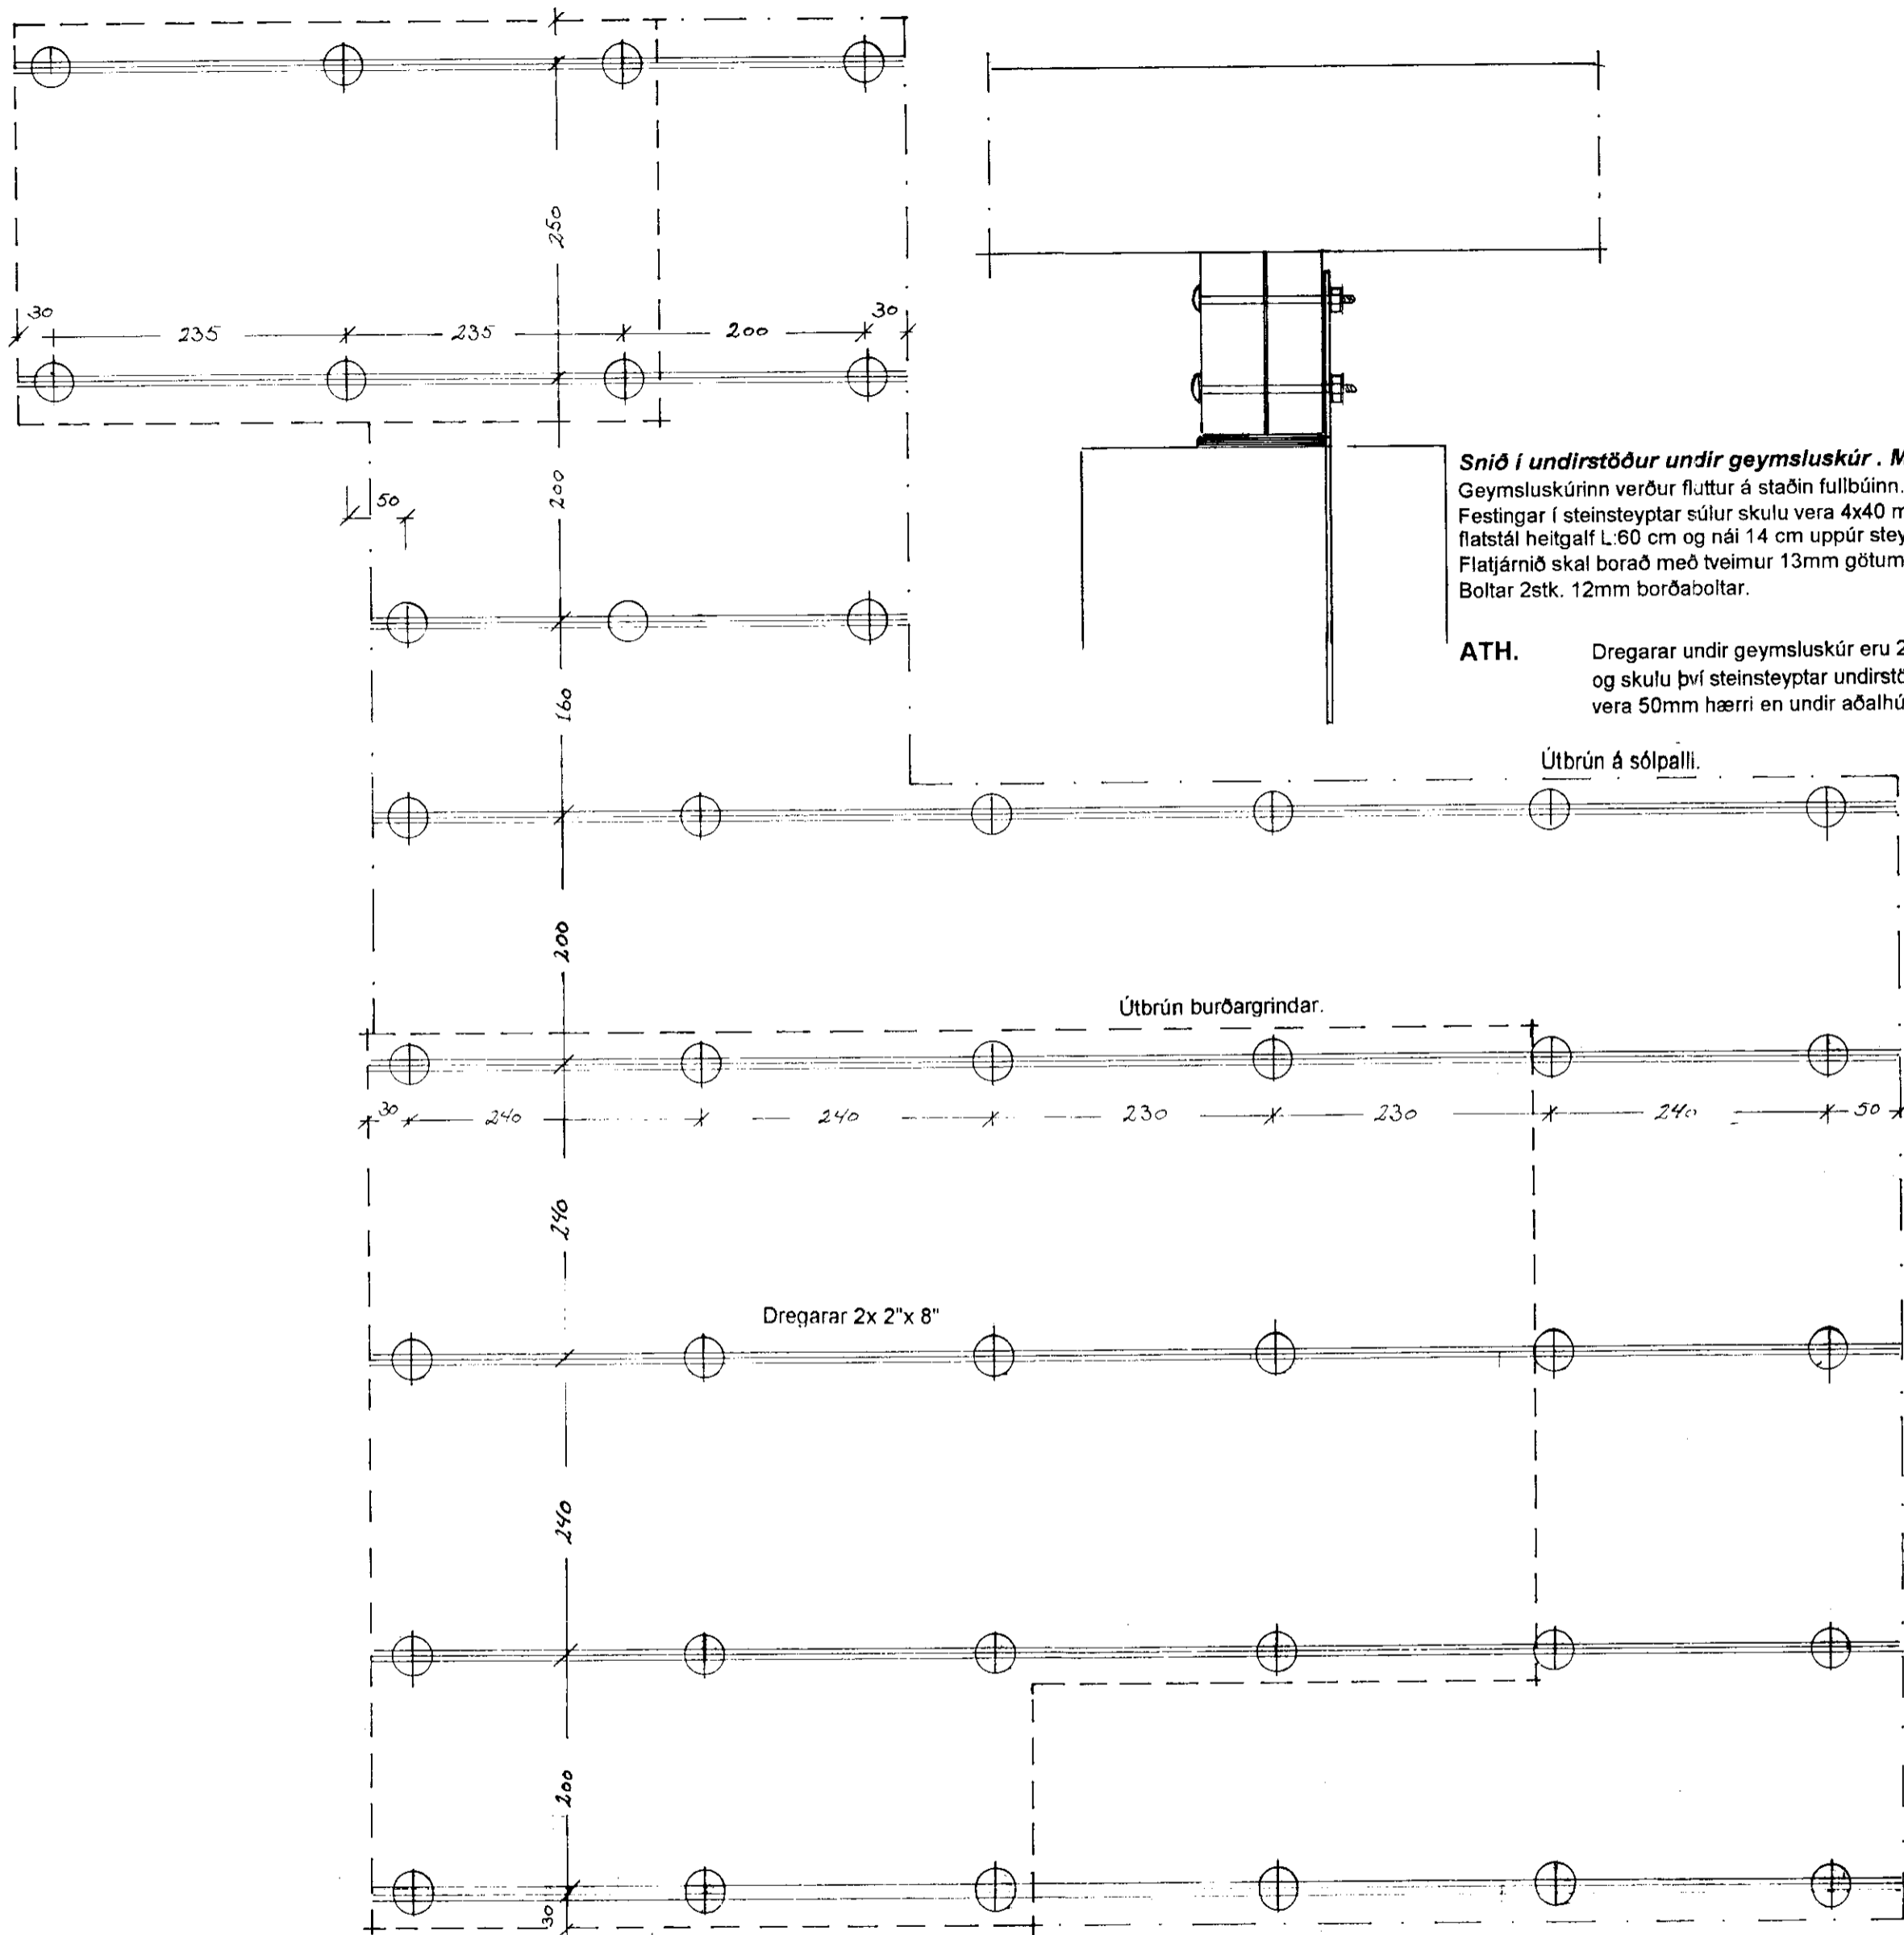 250
30
235
235
200
30
200
50
Snið í undirstöður undir geymsluskúr . M
Geymsluskúrinn verður fluttur á staðin fullbúinn.
Festingar í steinsteyptar súlur skulu vera 4x40 m
flatstál heitgalf L:60 cm og nái 14 cm uppúr stey
Flatjárnið skal borað með tveimur 13mm götum
Boltar 2stk. 12mm borðaboltar.
ATH. Dregarar undir geymsluskúr eru 2
og skulu því steinsteyptar undirstö
vera 50mm hærri en undir aðalhú
160
Útbrún á sólpalli.
200
Útbrún burðargrindar.
30
240
240
230
230
240
50
240
Dregarar 2x 2"x 8"
240
200
30